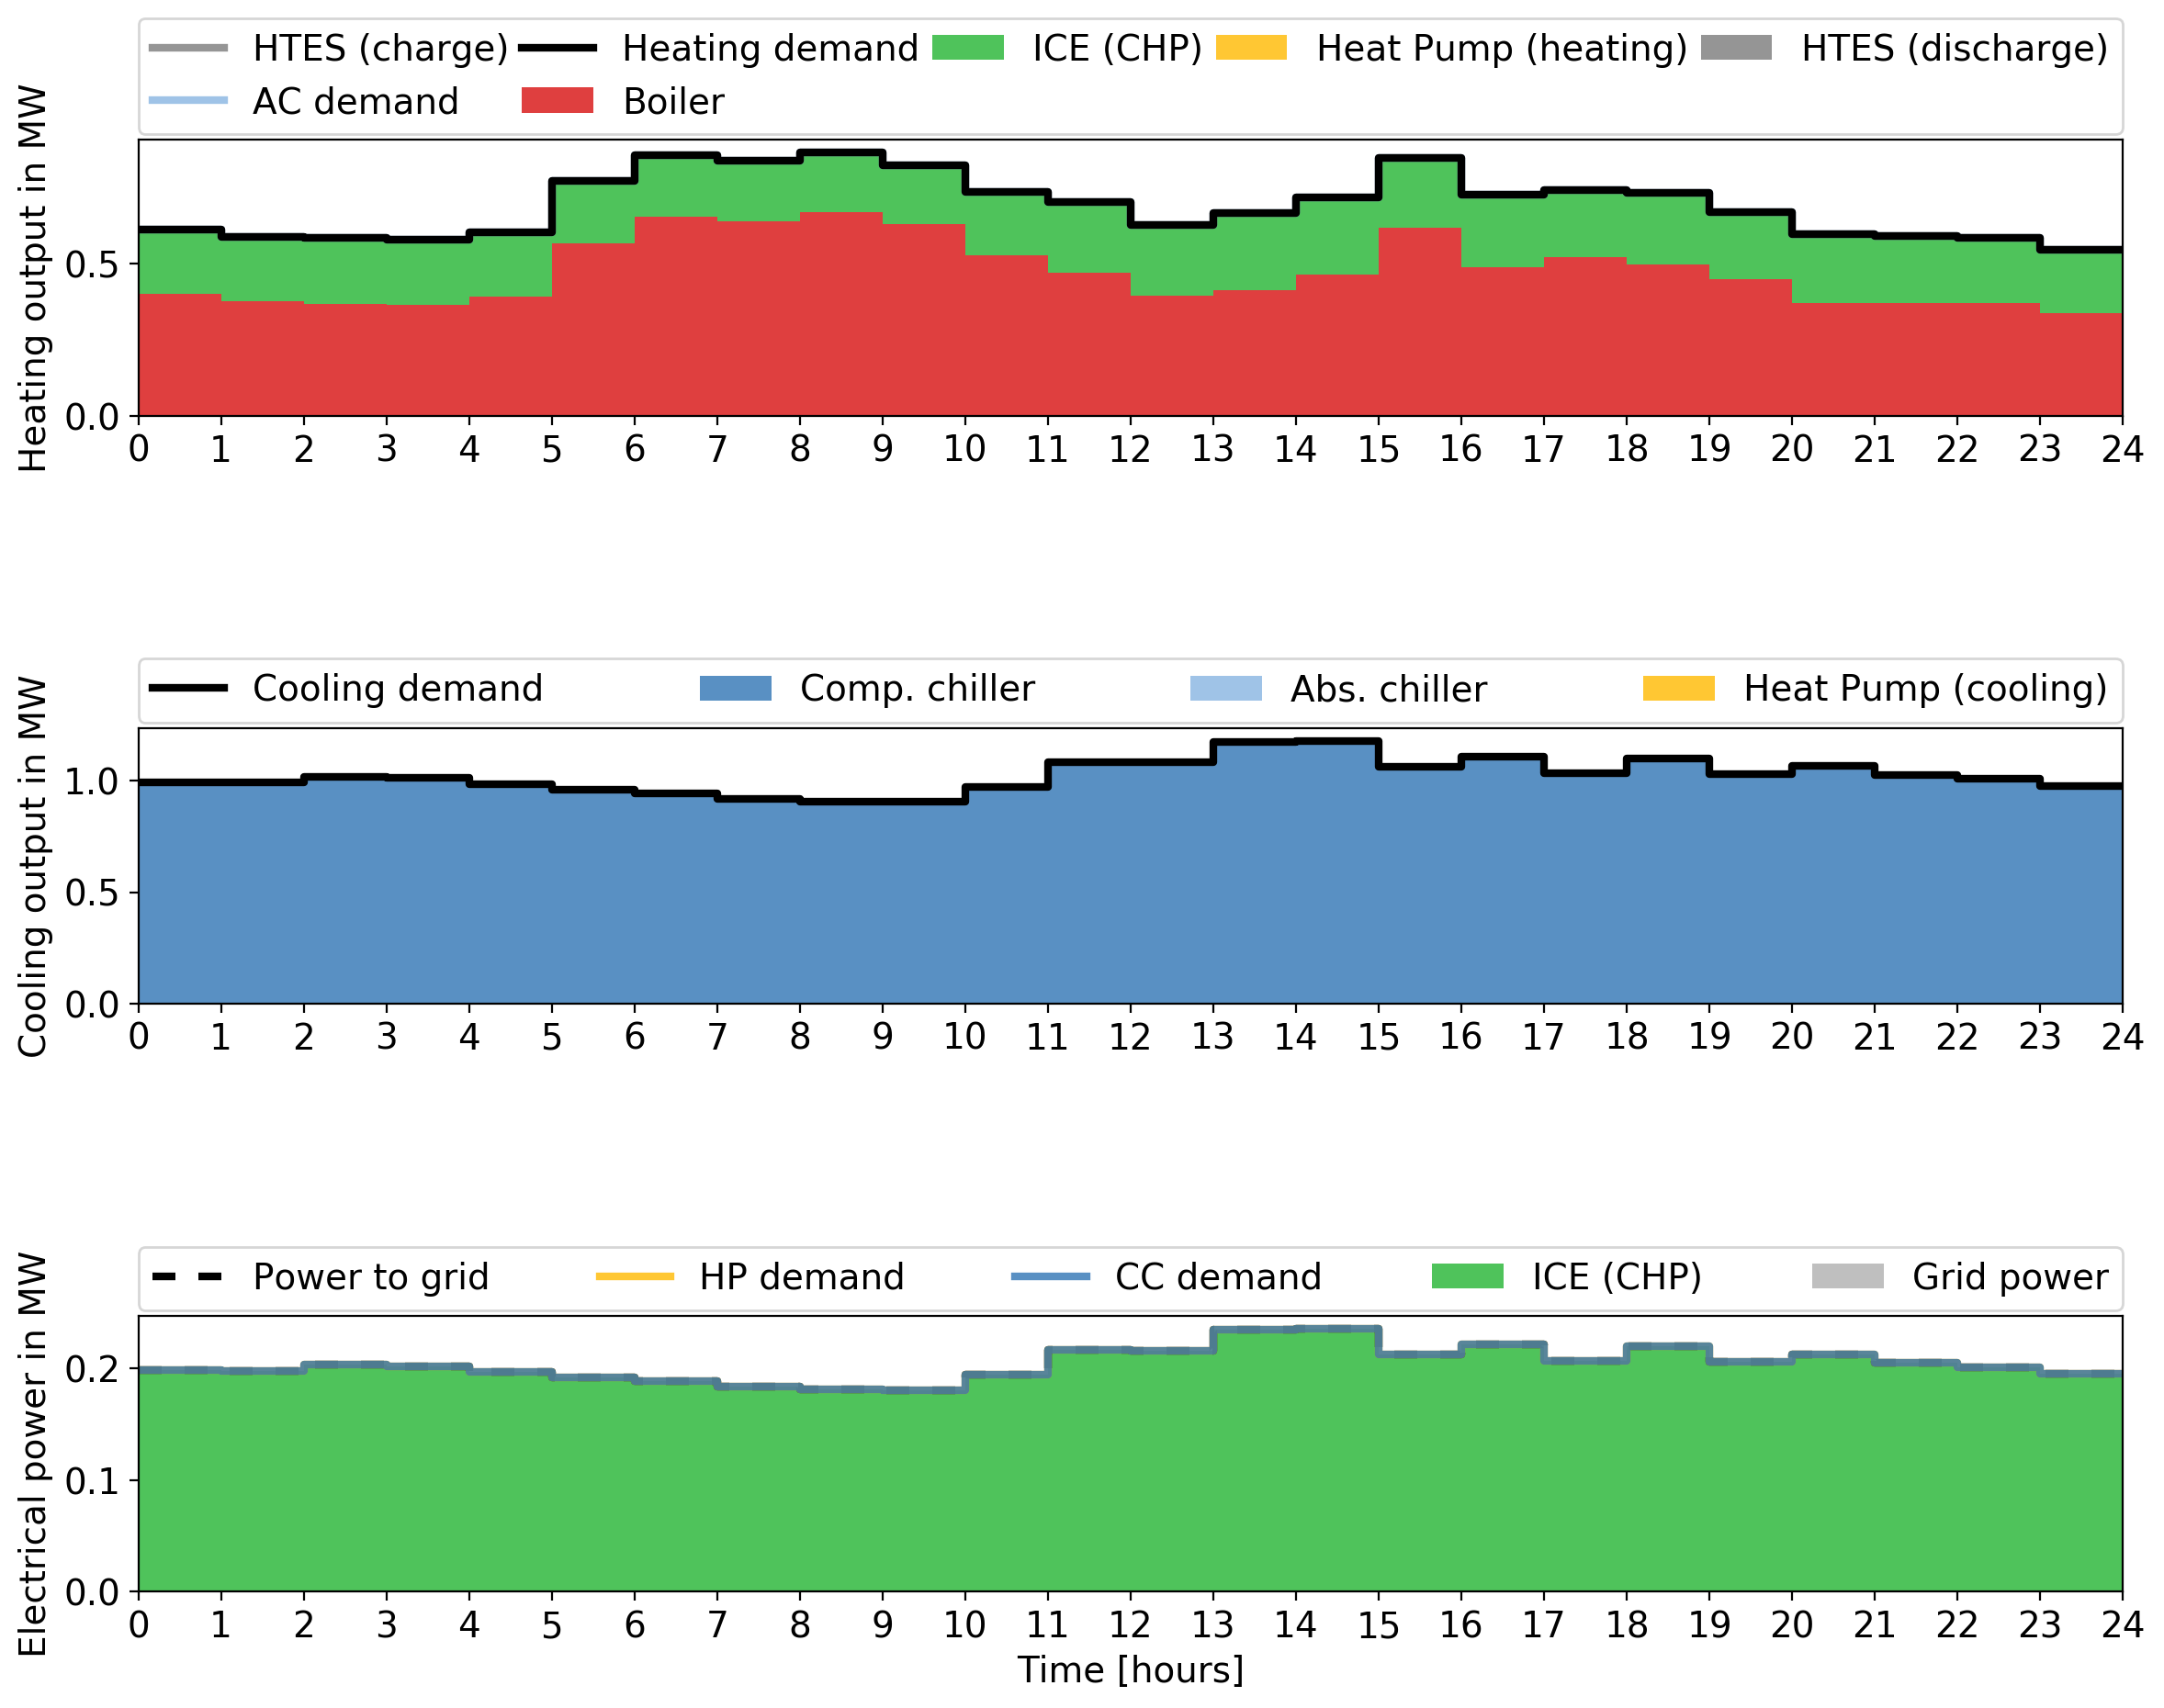 HTES (charge) Heating demand ICE (CHP) Heat Pump (heating) HTES (discharge)
AC demand Boiler
Heating output in MW
0.5
0.0
0 1 2 3 4 5 6 7 8 9 10 11 12 13 14 15 16 17 18 19 20 21 22 23 24
Cooling demand Comp. chiller Abs. chiller Heat Pump (cooling)
Cooling output in MW
1.0
0.5
0.0
0 1 2 3 4 5 6 7 8 9 10 11 12 13 14 15 16 17 18 19 20 21 22 23 24
Power to grid HP demand CC demand ICE (CHP) Grid power
Electrical power in MW
0.2
0.1
0.0
0 1 2 3 4 5 6 7 8 9 10 11 12 13 14 15 16 17 18 19 20 21 22 23 24
Time [hours]